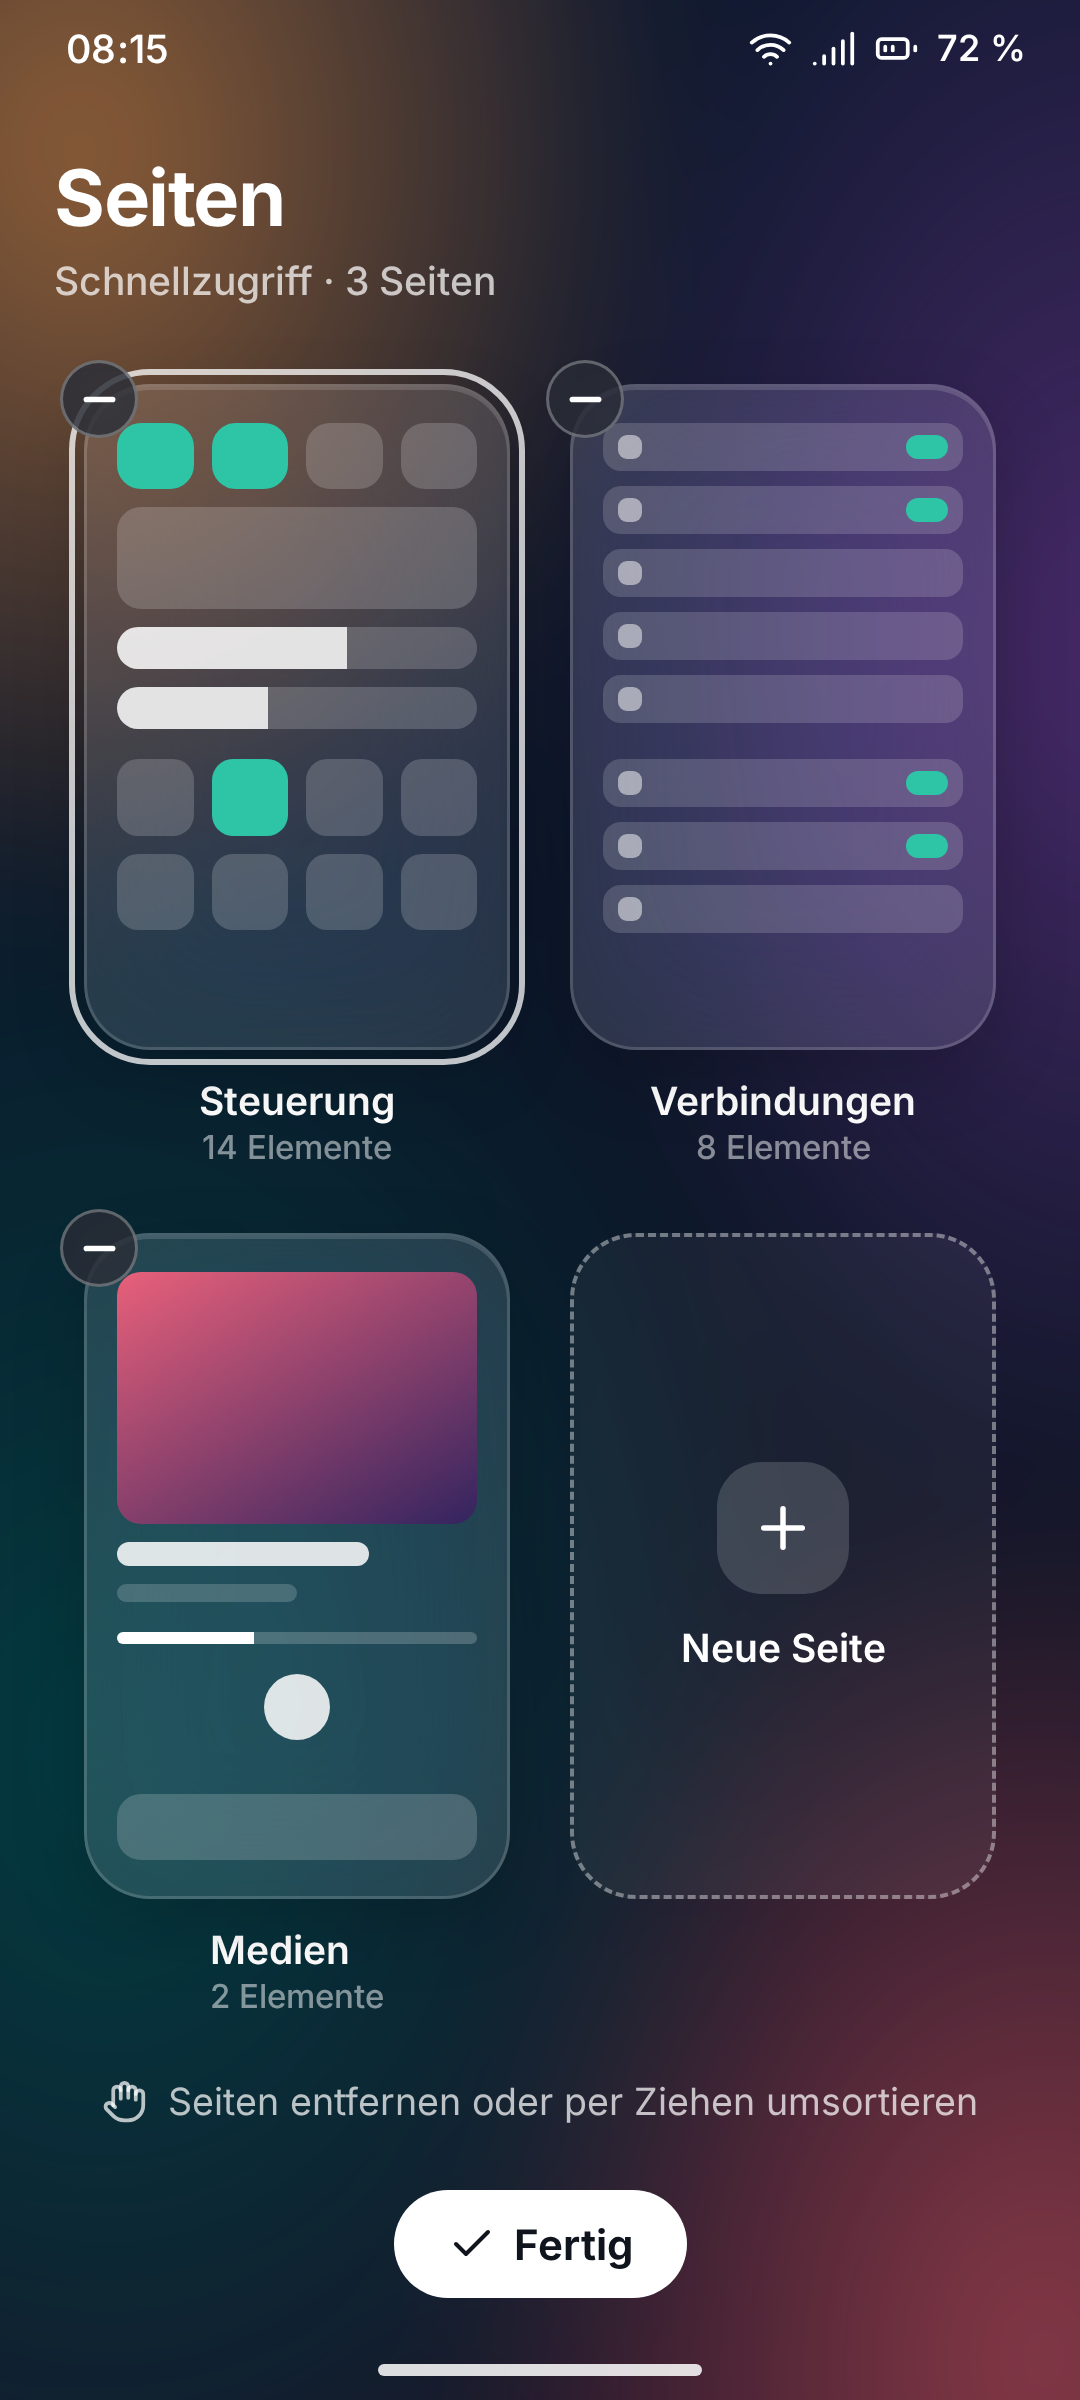 08:15
72 %
Seiten
Schnellzugriff · 3 Seiten
Steuerung
14 Elemente
Verbindungen
8 Elemente
Neue Seite
Medien
2 Elemente
Seiten entfernen oder per Ziehen umsortieren
Fertig